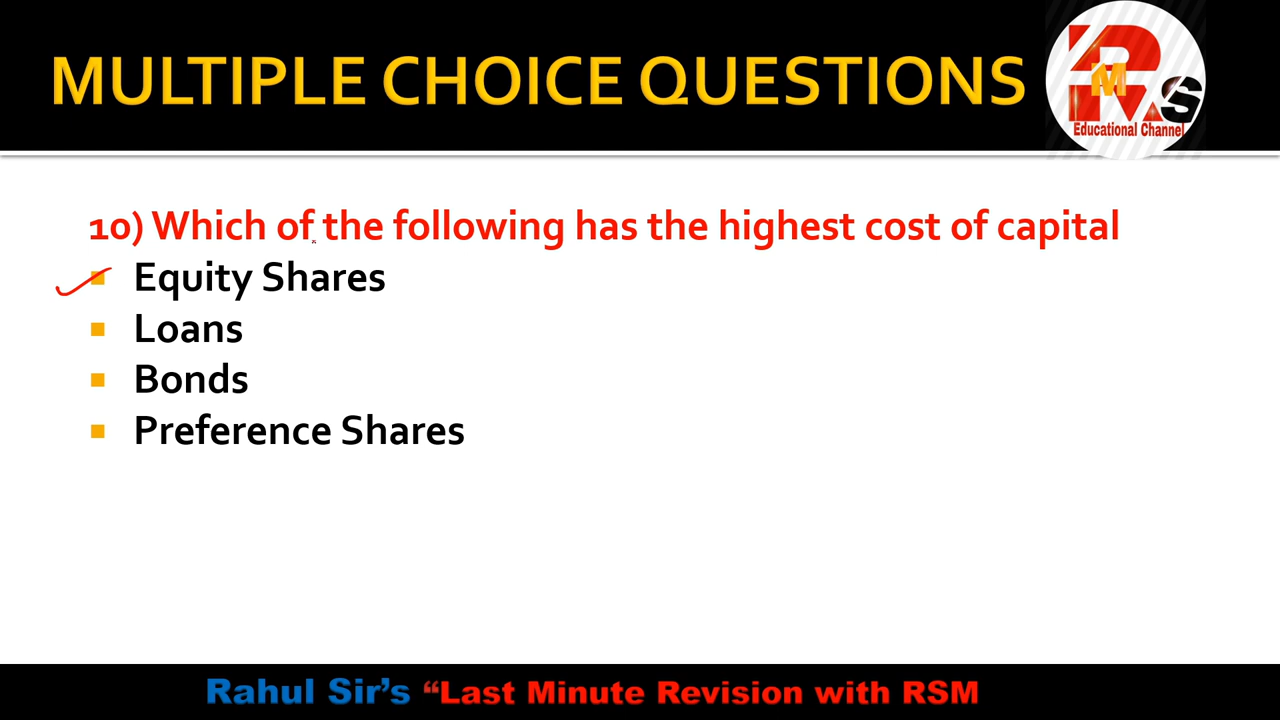 MULTIPLE CHOICE QUESTIONS
RMS
Educational Channel
10) Which of the following has the highest cost of capital
Equity Shares
Loans
Bonds
Preference Shares
Rahul Sir's “Last Minute Revision with RSM